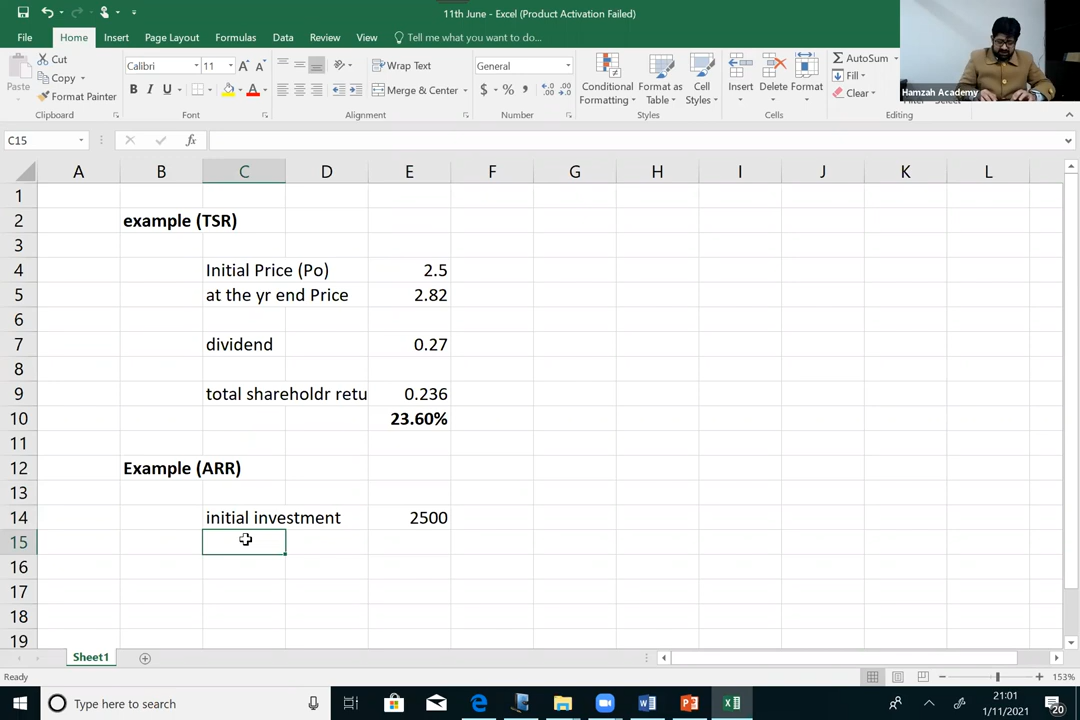 11th June - Excel (Product Activation Failed)
File Home Insert Page Layout Formulas Data Review View Tell me what you want to do...
Paste Cut Copy Format Painter Clipboard
Calibri 11 A A B I U A Font
Wrap Text Merge & Center Alignment
General $ % , Number
Conditional Formatting Format as Table Cell Styles Styles
Insert Delete Format Cells
AutoSum Fill Clear Editing
Hamzah Academy
C15 fx
A B C D E F G H I J K L
1
2 example (TSR)
3
4 Initial Price (Po) 2.5
5 at the yr end Price 2.82
6
7 dividend 0.27
8
9 total shareholdr retu 0.236
10 23.60%
11
12 Example (ARR)
13
14 initial investment 2500
15
16
17
18
19
Sheet1
Ready 153%
Type here to search 21:01
1/11/2021 20